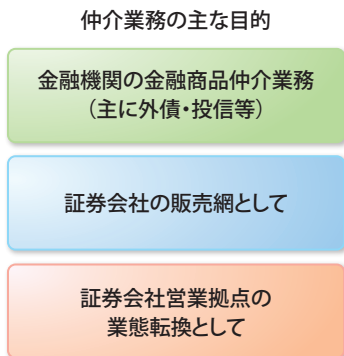 仲介業務の主な目的
金融機関の金融商品仲介業務
（主に外債・投信等）
証券会社の販売網として
証券会社営業拠点の
業態転換として